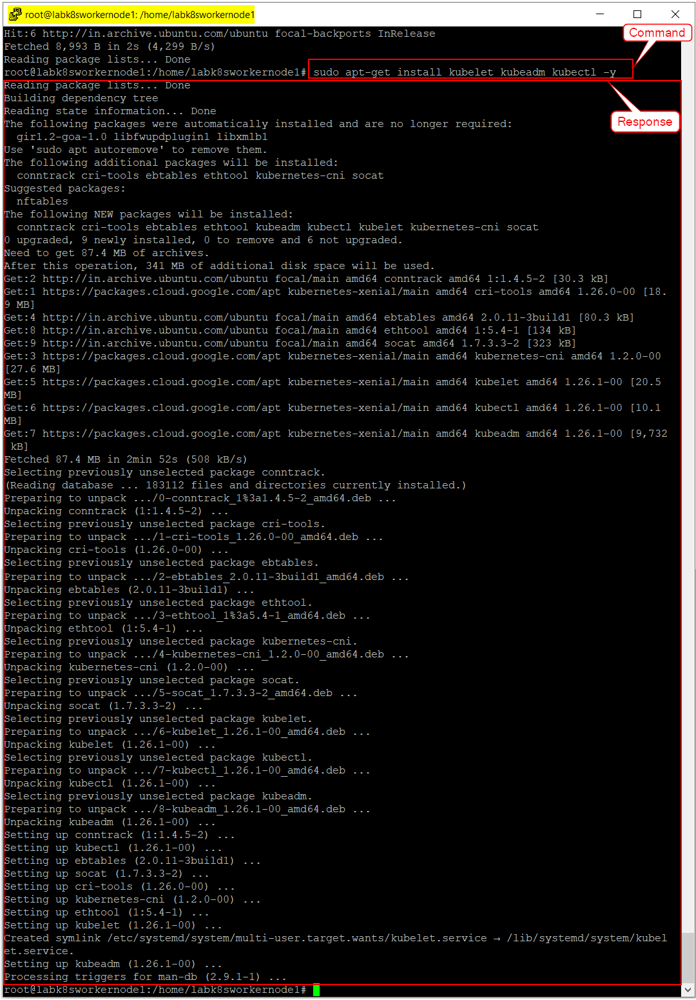 root@labk8sworkernode1: /home/labk8sworkernode1
Hit:6 http://in.archive.ubuntu.com/ubuntu focal-backports InRelease
Command
Fetched 8,993 B in 2s (4,299 B/s)
Reading package lists... Done
root@labk8sworkernode1:/home/labk8sworkernode1# sudo apt-get install kubelet kubeadm kubectl -y
Reading package lists... Done
Building dependency tree
Reading state information... Done
Response
The following packages were automatically installed and are no longer required:
  gir1.2-goa-1.0 libfwupdplugin1 libxmlb1
Use 'sudo apt autoremove' to remove them.
The following additional packages will be installed:
  conntrack cri-tools ebtables ethtool kubernetes-cni socat
Suggested packages:
  nftables
The following NEW packages will be installed:
  conntrack cri-tools ebtables ethtool kubeadm kubectl kubelet kubernetes-cni socat
0 upgraded, 9 newly installed, 0 to remove and 6 not upgraded.
Need to get 87.4 MB of archives.
After this operation, 341 MB of additional disk space will be used.
Get:2 http://in.archive.ubuntu.com/ubuntu focal/main amd64 conntrack amd64 1:1.4.5-2 [30.3 kB]
Get:1 https://packages.cloud.google.com/apt kubernetes-xenial/main amd64 cri-tools amd64 1.26.0-00 [18.
9 MB]
Get:4 http://in.archive.ubuntu.com/ubuntu focal/main amd64 ebtables amd64 2.0.11-3build1 [80.3 kB]
Get:8 http://in.archive.ubuntu.com/ubuntu focal/main amd64 ethtool amd64 1:5.4-1 [134 kB]
Get:9 http://in.archive.ubuntu.com/ubuntu focal/main amd64 socat amd64 1.7.3.3-2 [323 kB]
Get:3 https://packages.cloud.google.com/apt kubernetes-xenial/main amd64 kubernetes-cni amd64 1.2.0-00
[27.6 MB]
Get:5 https://packages.cloud.google.com/apt kubernetes-xenial/main amd64 kubelet amd64 1.26.1-00 [20.5
MB]
Get:6 https://packages.cloud.google.com/apt kubernetes-xenial/main amd64 kubectl amd64 1.26.1-00 [10.1
MB]
Get:7 https://packages.cloud.google.com/apt kubernetes-xenial/main amd64 kubeadm amd64 1.26.1-00 [9,732
 kB]
Fetched 87.4 MB in 2min 52s (508 kB/s)
Selecting previously unselected package conntrack.
(Reading database ... 183112 files and directories currently installed.)
Preparing to unpack .../0-conntrack_1%3a1.4.5-2_amd64.deb ...
Unpacking conntrack (1:1.4.5-2) ...
Selecting previously unselected package cri-tools.
Preparing to unpack .../1-cri-tools_1.26.0-00_amd64.deb ...
Unpacking cri-tools (1.26.0-00) ...
Selecting previously unselected package ebtables.
Preparing to unpack .../2-ebtables_2.0.11-3build1_amd64.deb ...
Unpacking ebtables (2.0.11-3build1) ...
Selecting previously unselected package ethtool.
Preparing to unpack .../3-ethtool_1%3a5.4-1_amd64.deb ...
Unpacking ethtool (1:5.4-1) ...
Selecting previously unselected package kubernetes-cni.
Preparing to unpack .../4-kubernetes-cni_1.2.0-00_amd64.deb ...
Unpacking kubernetes-cni (1.2.0-00) ...
Selecting previously unselected package socat.
Preparing to unpack .../5-socat_1.7.3.3-2_amd64.deb ...
Unpacking socat (1.7.3.3-2) ...
Selecting previously unselected package kubelet.
Preparing to unpack .../6-kubelet_1.26.1-00_amd64.deb ...
Unpacking kubelet (1.26.1-00) ...
Selecting previously unselected package kubectl.
Preparing to unpack .../7-kubectl_1.26.1-00_amd64.deb ...
Unpacking kubectl (1.26.1-00) ...
Selecting previously unselected package kubeadm.
Preparing to unpack .../8-kubeadm_1.26.1-00_amd64.deb ...
Unpacking kubeadm (1.26.1-00) ...
Setting up conntrack (1:1.4.5-2) ...
Setting up kubectl (1.26.1-00) ...
Setting up ebtables (2.0.11-3build1) ...
Setting up socat (1.7.3.3-2) ...
Setting up cri-tools (1.26.0-00) ...
Setting up kubernetes-cni (1.2.0-00) ...
Setting up ethtool (1:5.4-1) ...
Setting up kubelet (1.26.1-00) ...
Created symlink /etc/systemd/system/multi-user.target.wants/kubelet.service → /lib/systemd/system/kubel
et.service.
Setting up kubeadm (1.26.1-00) ...
Processing triggers for man-db (2.9.1-1) ...
root@labk8sworkernode1:/home/labk8sworkernode1#